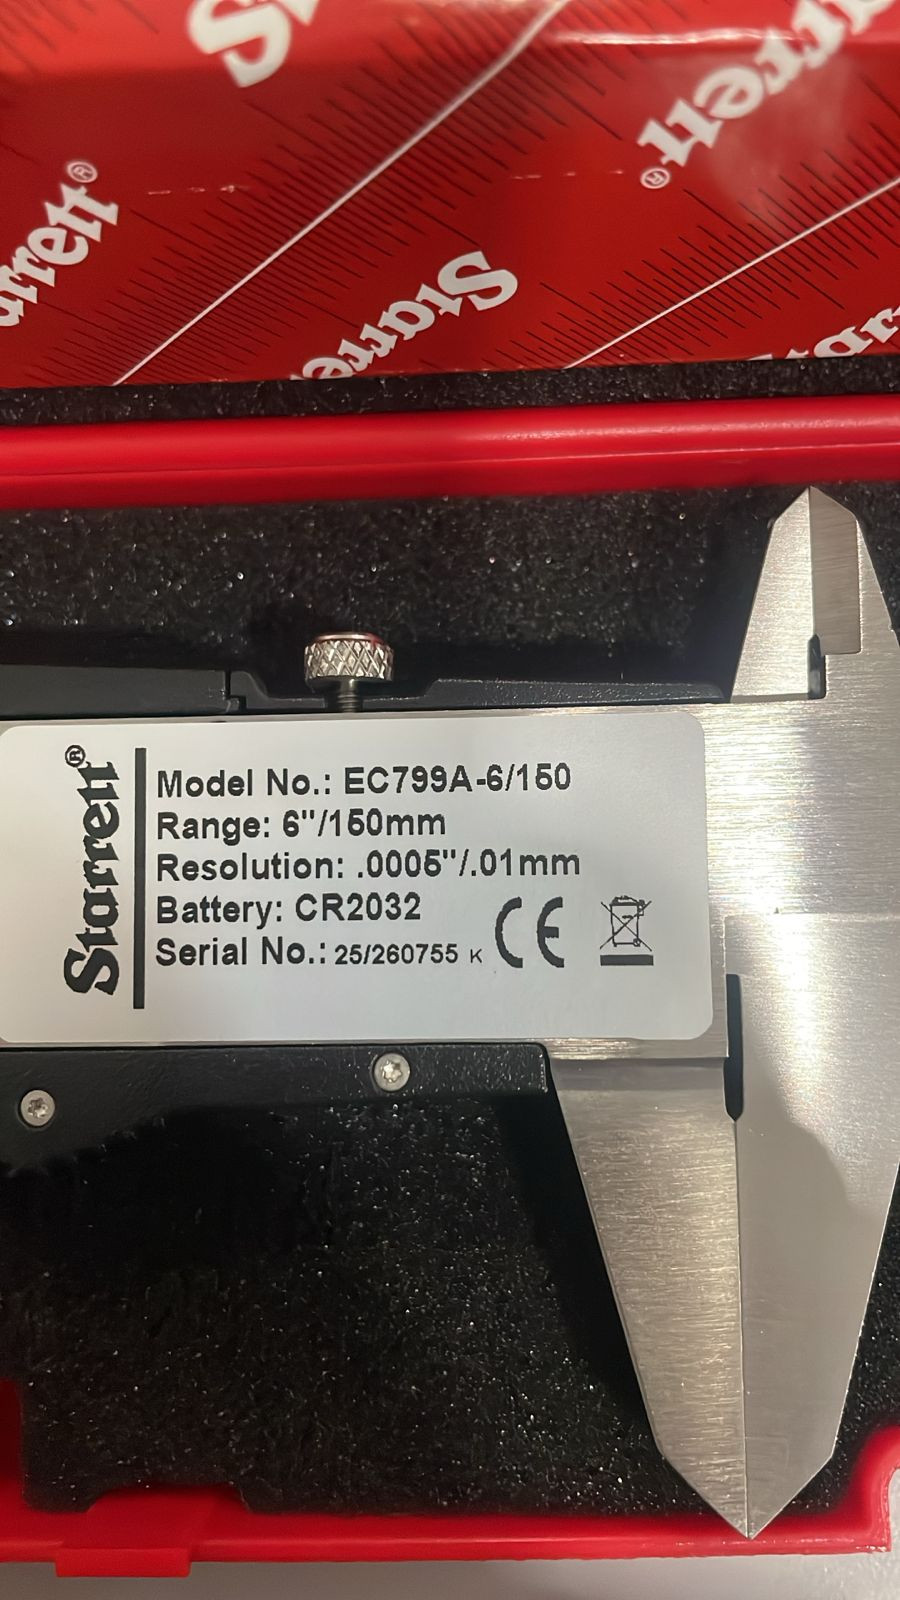 Starrett®
Starrett®
Starrett
Starrett®
Model No.: EC799A-6/150
Range: 6"/150mm
Resolution: .0005"/.01mm
Battery: CR2032
Serial No.: 25/260755 K
CE